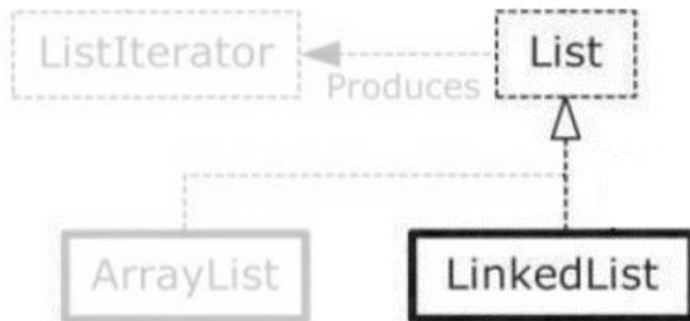 ListIterator
List
Produces
ArrayList
LinkedList